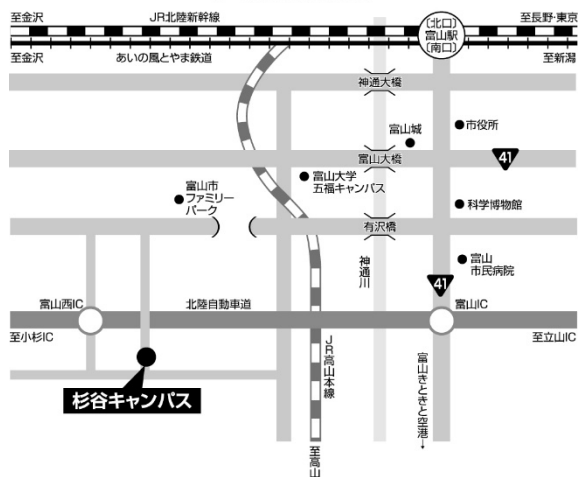 至金沢
JR北陸新幹線
至長野・東京
〔北口〕
富山駅
〔南口〕
至金沢
あいの風とやま鉄道
至新潟
神通大橋
市役所
富山城
富山大橋
41
富山大学
五福キャンパス
富山市
ファミリー
パーク
科学博物館
有沢橋
神通川
富山
市民病院
41
富山西IC
北陸自動車道
富山IC
至小杉IC
至立山IC
JR高山本線
富山きときと空港→
杉谷キャンパス
至高山